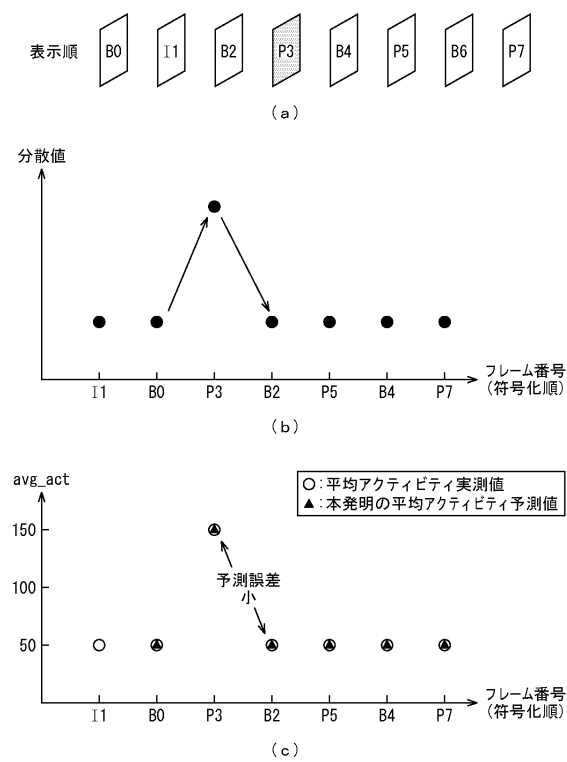 表示順 B0 I1 B2 P3 B4 P5 B6 P7
(a)
分散値
フレーム番号
(符号化順)
I1 B0 P3 B2 P5 B4 P7
(b)
avg_act
○:平均アクティビティ実測値
▲:本発明の平均アクティビティ予測値
150
予測誤差
小
100
50
フレーム番号
(符号化順)
I1 B0 P3 B2 P5 B4 P7
(c)